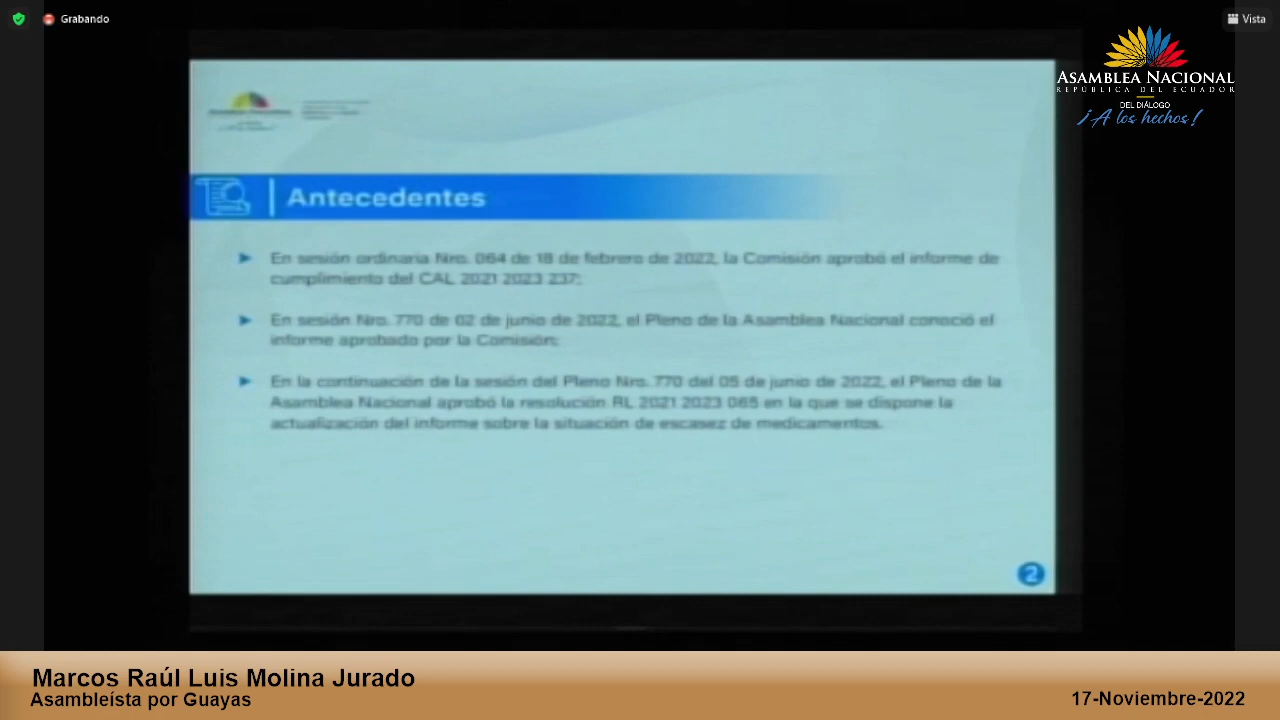 Grabando
Vista
ASAMBLEA NACIONAL
REPÚBLICA DEL ECUADOR
DEL DIÁLOGO
¡A los hechos!
Antecedentes
En sesión ordinaria Nro. 064 de 18 de febrero de 2022, la Comisión aprobó el informe de
cumplimiento del CAL 2021 2023 237;
En sesión Nro. 770 de 02 de junio de 2022, el Pleno de la Asamblea Nacional conoció el
informe aprobado por la Comisión;
En la continuación de la sesión del Pleno Nro. 770 del 05 de junio de 2022, el Pleno de la
Asamblea Nacional aprobó la resolución RL 2021 2023 065 en la que se dispone la
actualización del informe sobre la situación de escasez de medicamentos.
2
Marcos Raúl Luis Molina Jurado
Asambleísta por Guayas
17-Noviembre-2022